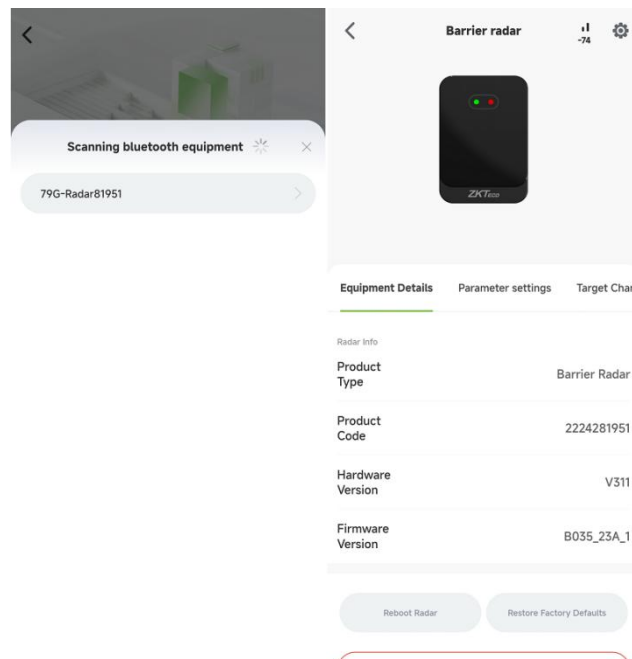 Scanning bluetooth equipment
79G-Radar81951
Barrier radar
-74
ZKTeco
Equipment Details Parameter settings Target Char
Radar Info
Product
Type
Barrier Radar
Product
Code
2224281951
Hardware
Version
V311
Firmware
Version
B035_23A_1
Reboot Radar Restore Factory Defaults